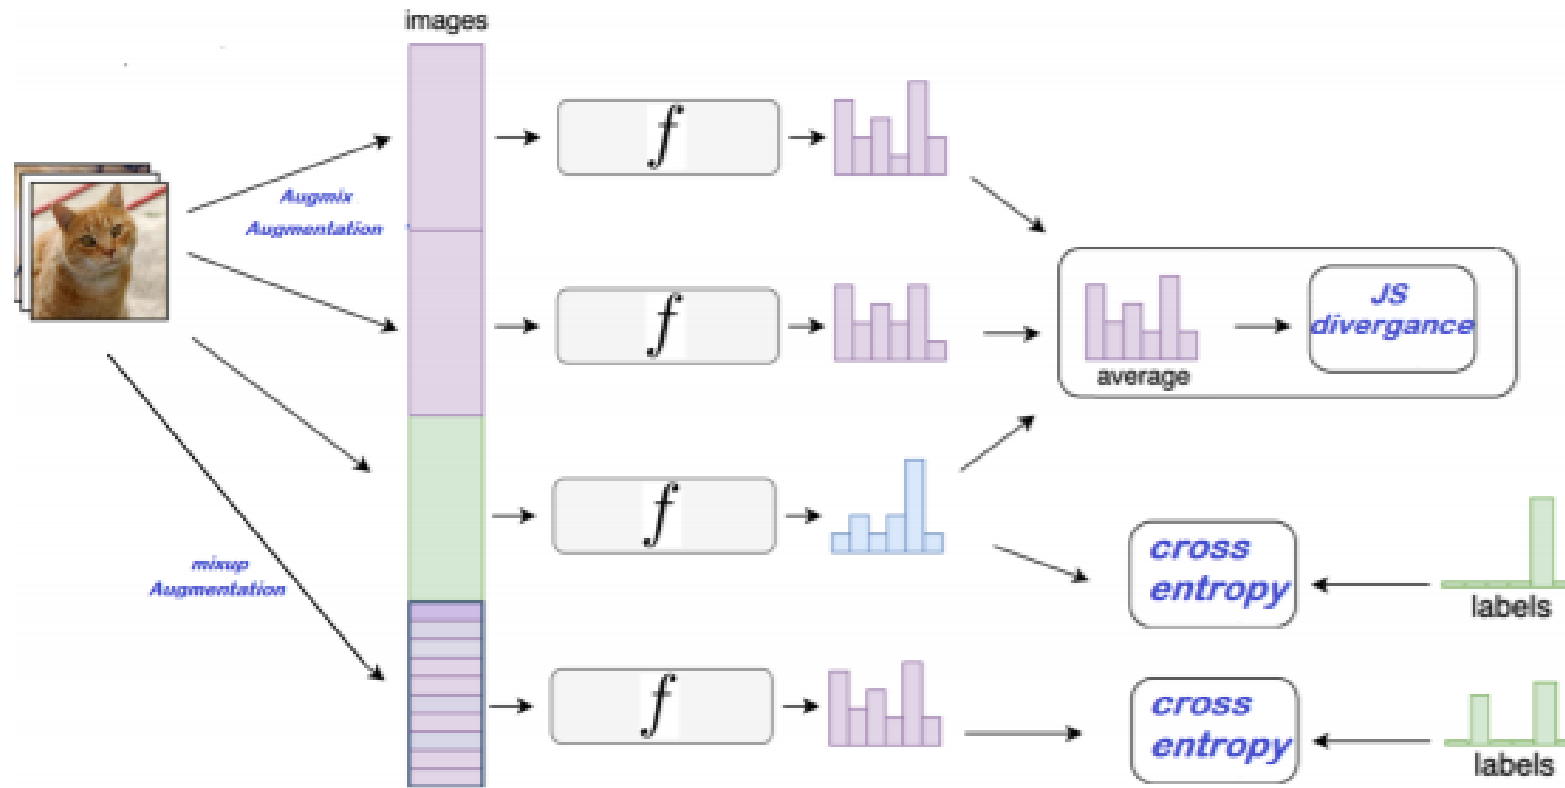 images
f
Augmix
Augmentation
f
JS
divergance
average
f
cross
entropy
labels
mixup
Augmentation
f
cross
entropy
labels